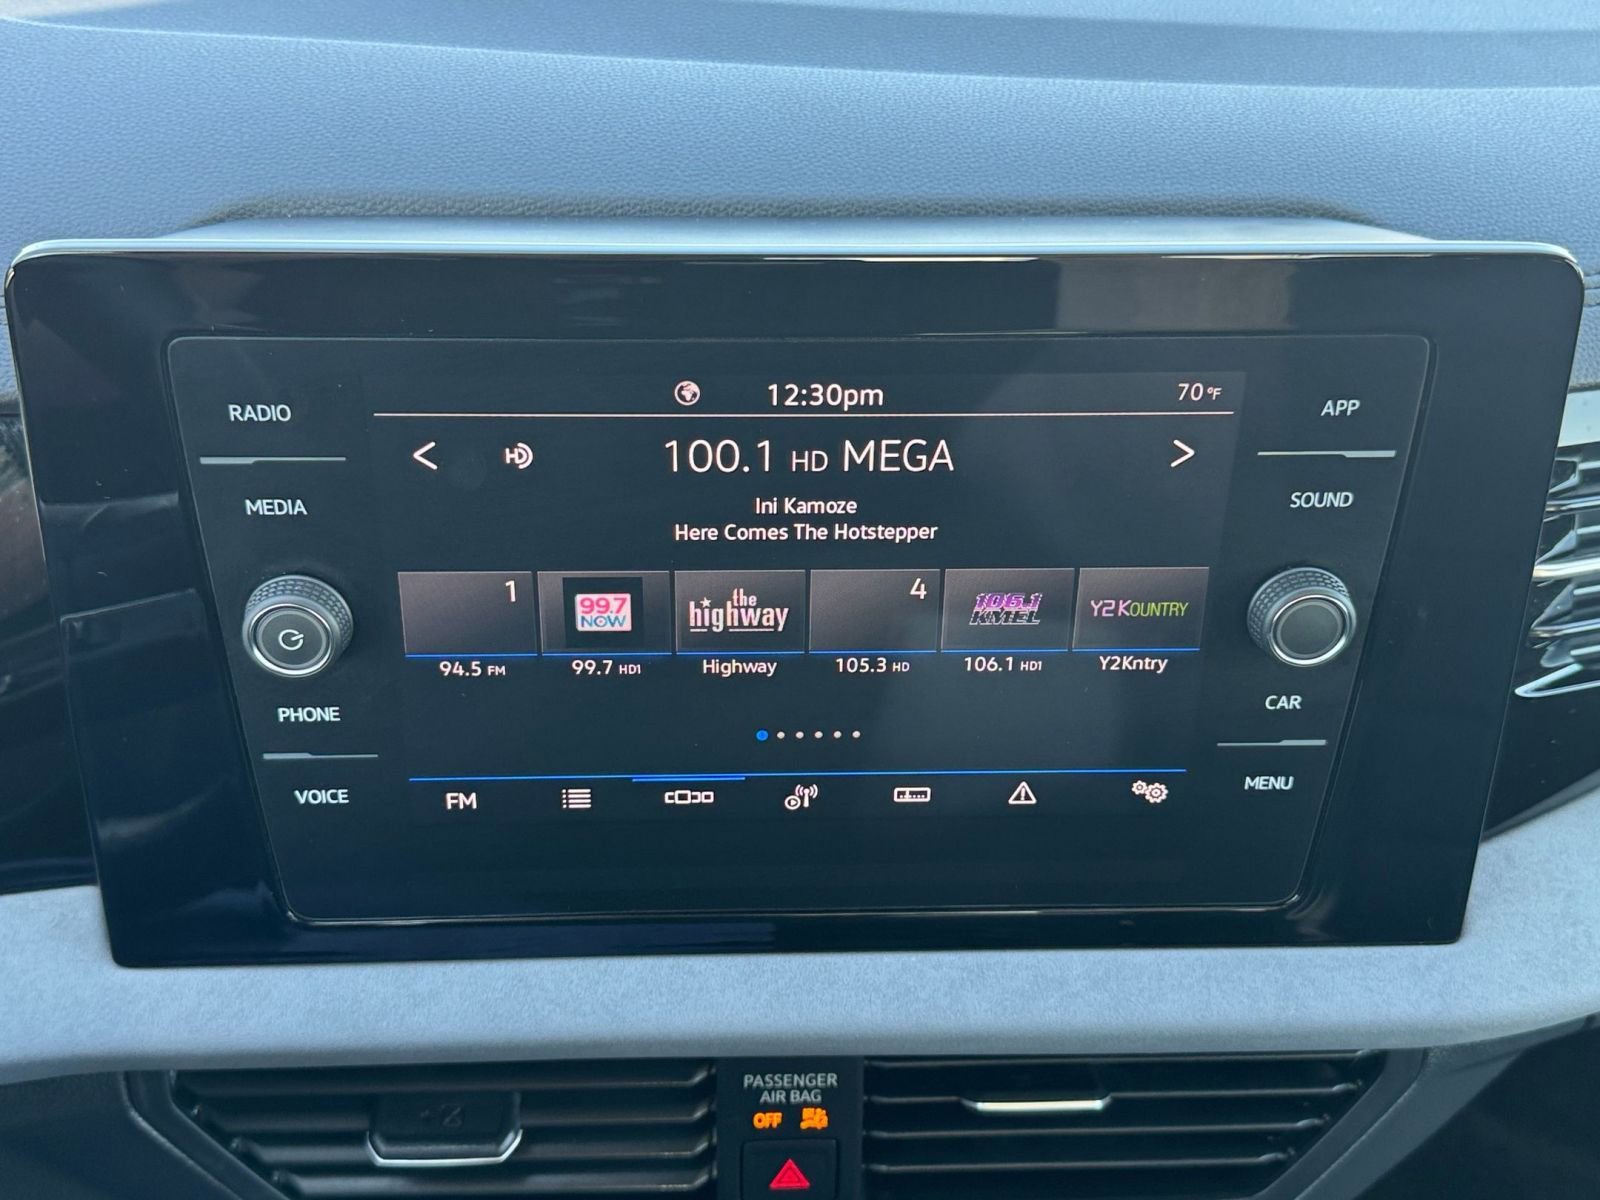 12:30pm
70°F
RADIO
APP
< HD 100.1 HD MEGA >
MEDIA
SOUND
Ini Kamoze
Here Comes The Hotstepper
1
99.7
NOW
the
highway
4
106.1
KMEL
Y2KOUNTRY
94.5 FM
99.7 HD1
Highway
105.3 HD
106.1 HD1
Y2Kntry
PHONE
CAR
VOICE
MENU
FM
PASSENGER
AIR BAG
OFF